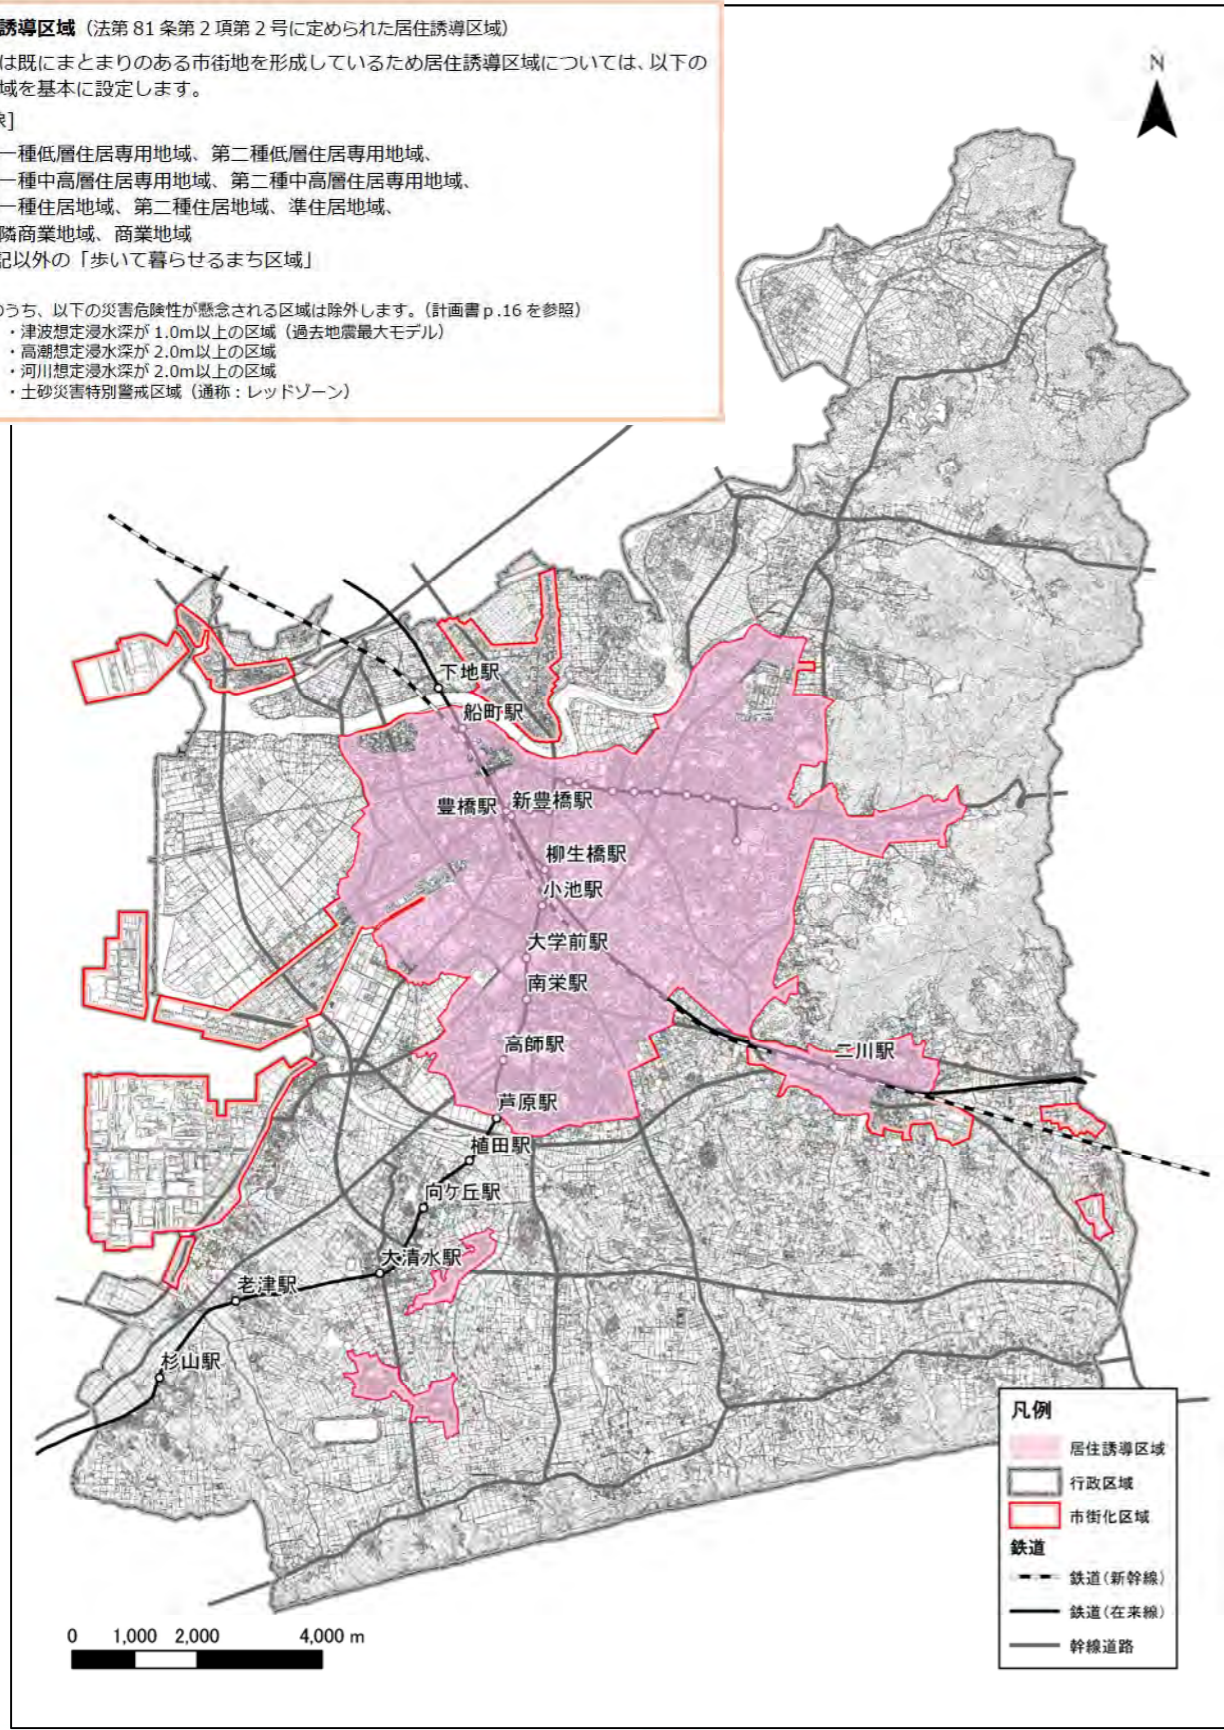 誘導区域（法第81条第2項第2号に定められた居住誘導区域）
は既にまとまりのある市街地を形成しているため居住誘導区域については、以下の
域を基本に設定します。
]
一種低層住居専用地域、第二種低層住居専用地域、
一種中高層住居専用地域、第二種中高層住居専用地域、
一種住居地域、第二種住居地域、準住居地域、
隣商業地域、商業地域
記以外の「歩いて暮らせるまち区域」
のうち、以下の災害危険性が懸念される区域は除外します。（計画書p.16を参照）
・津波想定浸水深が1.0m以上の区域（過去地震最大モデル）
・高潮想定浸水深が2.0m以上の区域
・河川想定浸水深が2.0m以上の区域
・土砂災害特別警戒区域（通称：レッドゾーン）
N
下地駅
船町駅
豊橋駅
新豊橋駅
柳生橋駅
小池駅
大学前駅
南栄駅
高師駅
二川駅
芦原駅
植田駅
向ケ丘駅
大清水駅
老津駅
杉山駅
凡例
居住誘導区域
行政区域
市街化区域
鉄道
鉄道(新幹線)
鉄道(在来線)
幹線道路
0 1,000 2,000 4,000 m